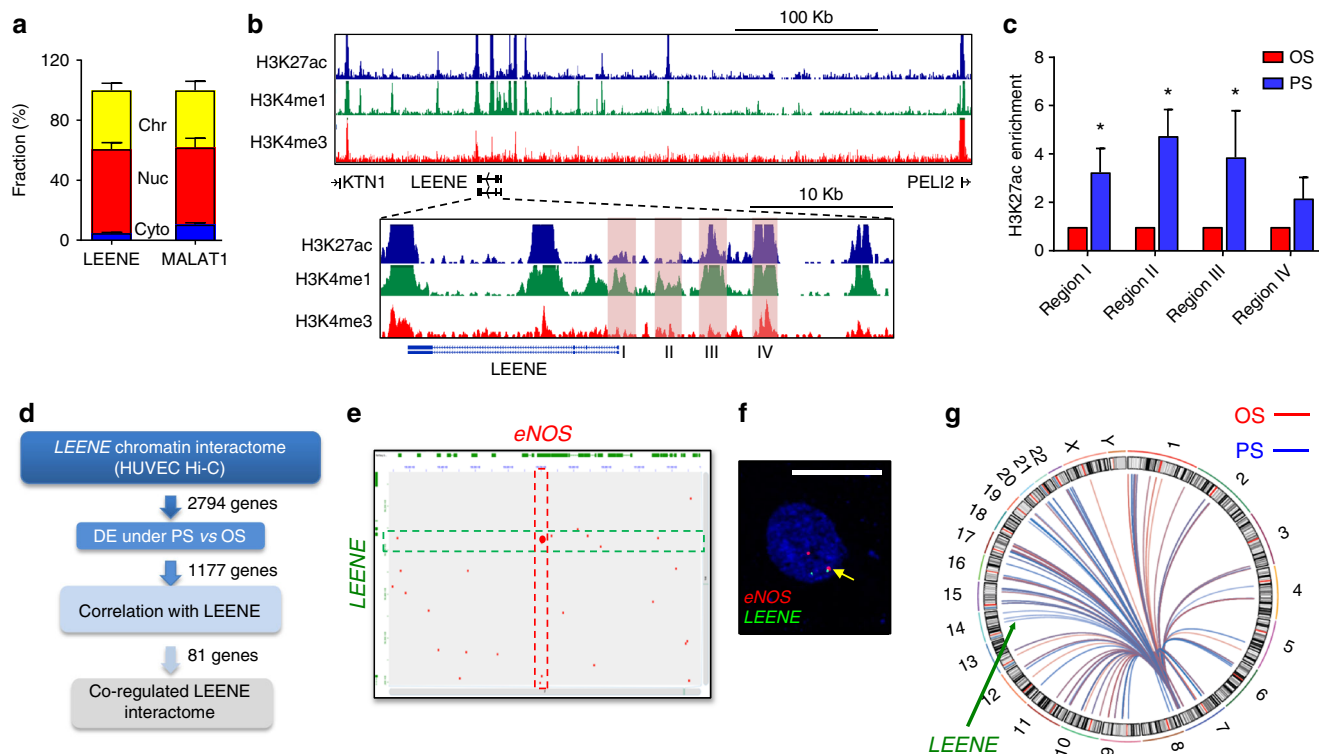 a
120
80
40
0
Fraction (%)
Chr
Nuc
Cyto
LEENE
MALAT1
b
100 Kb
H3K27ac
H3K4me1
H3K4me3
KTN1
LEENE
PELI2
10 Kb
H3K27ac
H3K4me1
H3K4me3
LEENE
I
II
III
IV
c
OS
PS
8
6
4
2
0
H3K27ac enrichment
*
*
*
Region I
Region II
Region III
Region IV
d
LEENE chromatin interactome
(HUVEC Hi-C)
2794 genes
DE under PS vs OS
1177 genes
Correlation with LEENE
81 genes
Co-regulated LEENE
interactome
e
eNOS
LEENE
f
eNOS
LEENE
g
OS
PS
1
2
3
4
5
6
7
8
9
10
11
12
13
14
15
16
17
18
19
20
21
22
X
Y
LEENE